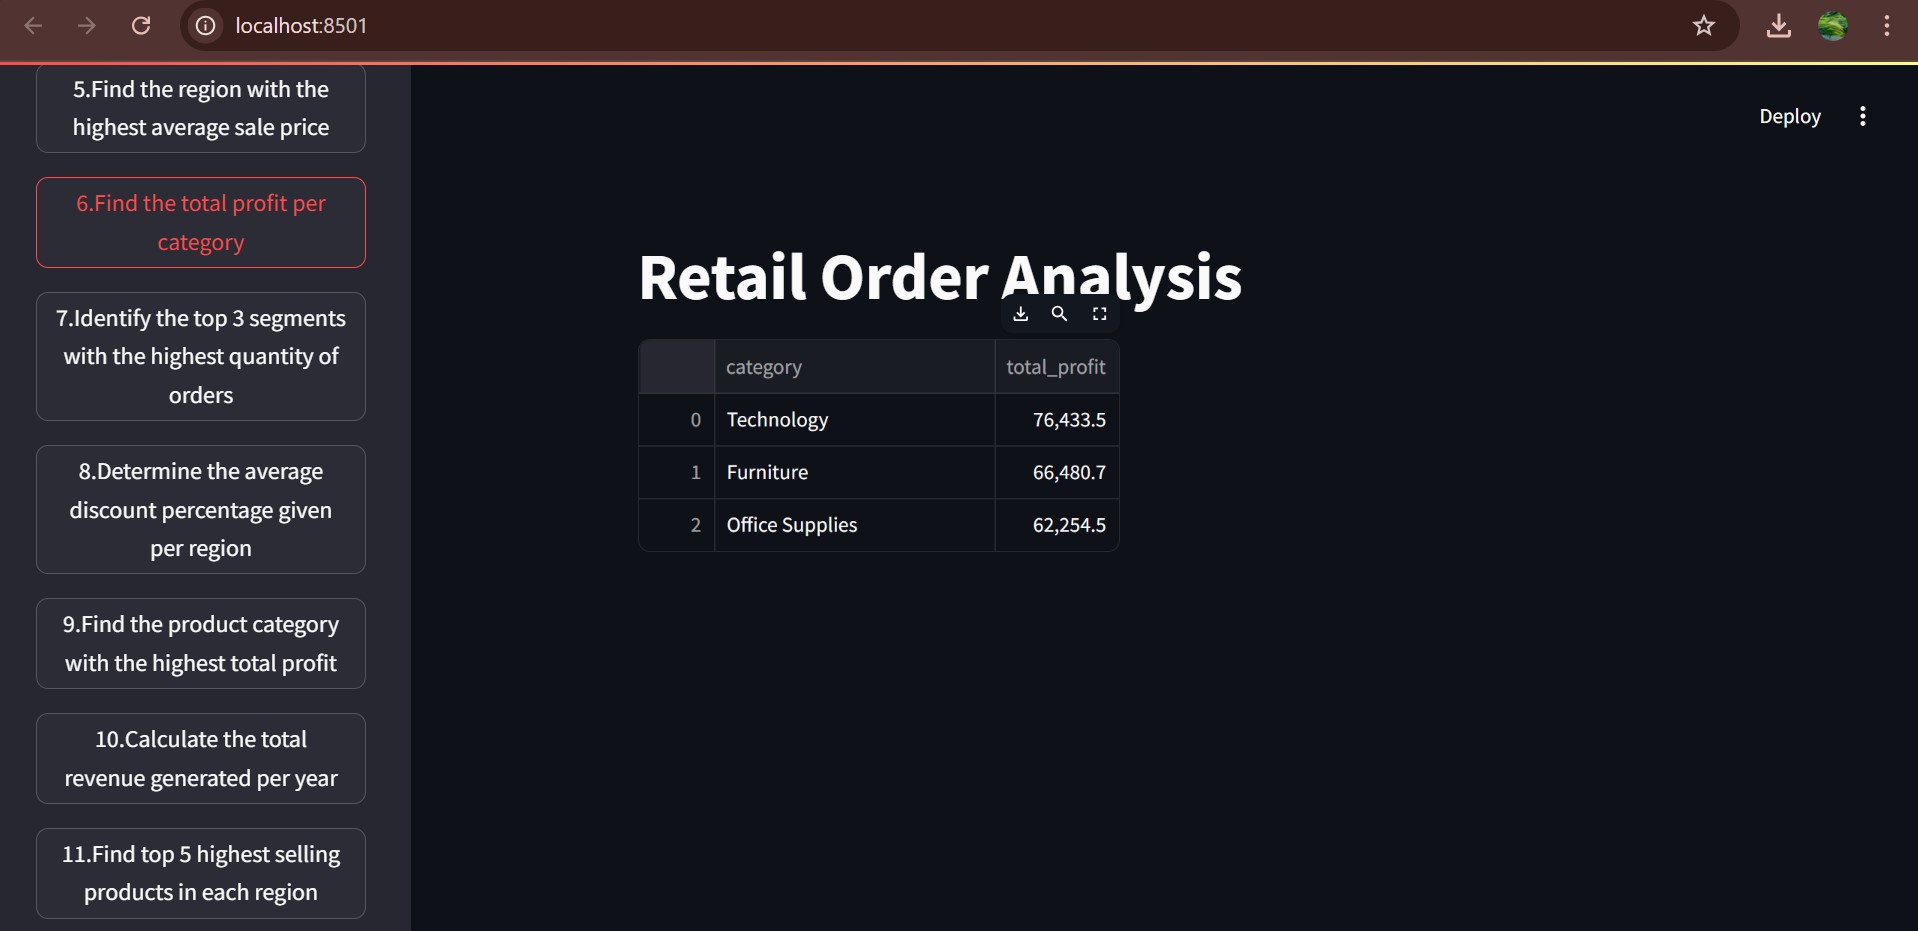 localhost:8501
5.Find the region with the
highest average sale price
6.Find the total profit per
category
7.Identify the top 3 segments
with the highest quantity of
orders
8.Determine the average
discount percentage given
per region
9.Find the product category
with the highest total profit
10.Calculate the total
revenue generated per year
11.Find top 5 highest selling
products in each region
Deploy
Retail Order Analysis
category total_profit
0 Technology 76,433.5
1 Furniture 66,480.7
2 Office Supplies 62,254.5